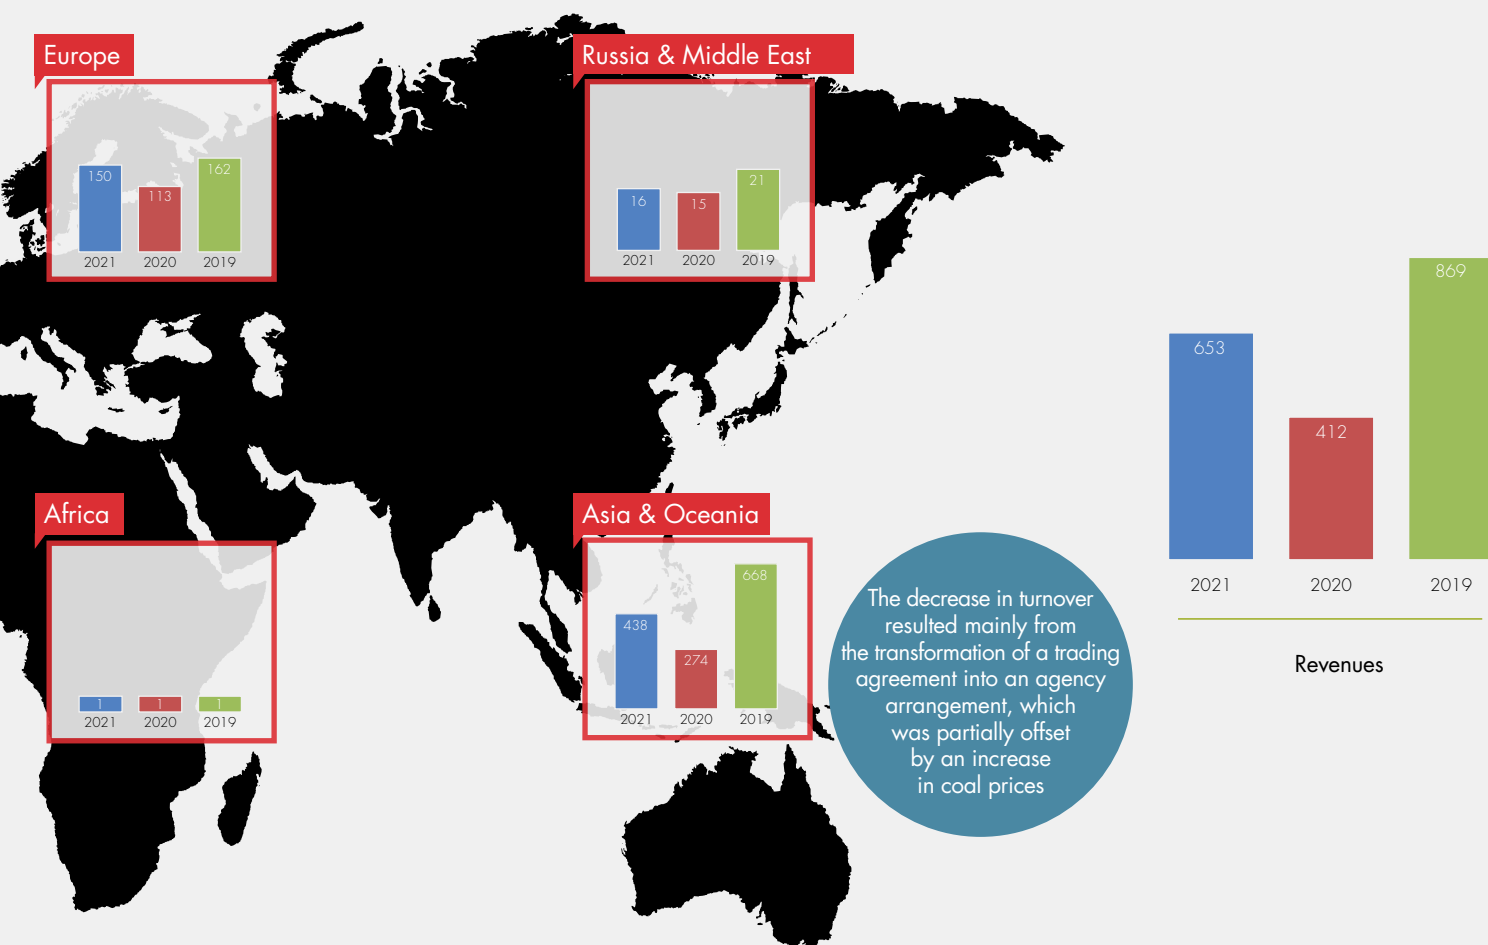 Europe
150
113
162
2021
2020
2019
Russia & Middle East
16
15
21
2021
2020
2019
Africa
1
1
1
2021
2020
2019
Asia & Oceania
438
274
668
2021
2020
2019
The decrease in turnover
resulted mainly from
the transformation of a trading
agreement into an agency
arrangement, which
was partially offset
by an increase
in coal prices
653
412
869
2021
2020
2019
Revenues